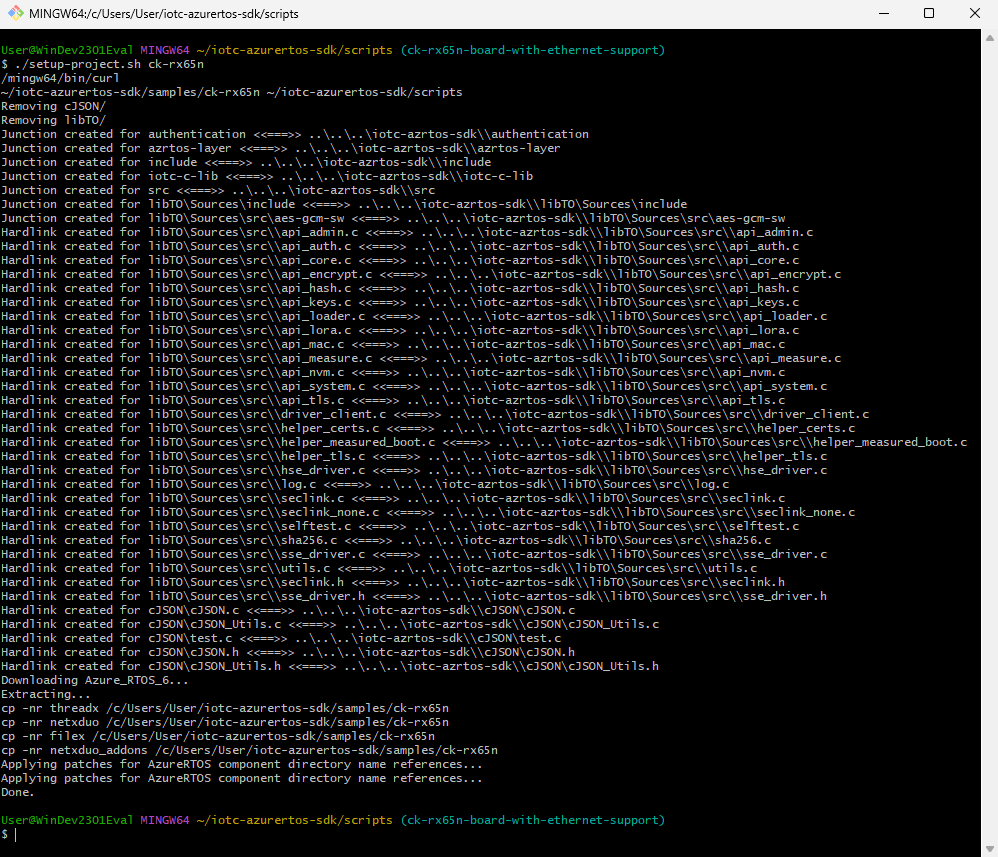 MINGW64:/c/Users/User/iotc-azurertos-sdk/scripts
User@WinDev2301Eval MINGW64 ~/iotc-azurertos-sdk/scripts (ck-rx65n-board-with-ethernet-support)
$ ./setup-project.sh ck-rx65n
/mingw64/bin/curl
~/iotc-azurertos-sdk/samples/ck-rx65n ~/iotc-azurertos-sdk/scripts
Removing cJSON/
Removing libTO/
Junction created for authentication <<===>> ..\..\..\iotc-azrtos-sdk\\authentication
Junction created for azrtos-layer <<===>> ..\..\..\iotc-azrtos-sdk\\azrtos-layer
Junction created for include <<===>> ..\..\..\iotc-azrtos-sdk\\include
Junction created for iotc-c-lib <<===>> ..\..\..\iotc-azrtos-sdk\\iotc-c-lib
Junction created for src <<===>> ..\..\..\iotc-azrtos-sdk\\src
Junction created for libTO\Sources\include <<===>> ..\..\..\iotc-azrtos-sdk\\libTO\Sources\include
Junction created for libTO\Sources\src\aes-gcm-sw <<===>> ..\..\..\iotc-azrtos-sdk\\libTO\Sources\src\aes-gcm-sw
Hardlink created for libTO\Sources\src\\api_admin.c <<===>> ..\..\..\iotc-azrtos-sdk\\libTO\Sources\src\\api_admin.c
Hardlink created for libTO\Sources\src\\api_auth.c <<===>> ..\..\..\iotc-azrtos-sdk\\libTO\Sources\src\\api_auth.c
Hardlink created for libTO\Sources\src\\api_core.c <<===>> ..\..\..\iotc-azrtos-sdk\\libTO\Sources\src\\api_core.c
Hardlink created for libTO\Sources\src\\api_encrypt.c <<===>> ..\..\..\iotc-azrtos-sdk\\libTO\Sources\src\\api_encrypt.c
Hardlink created for libTO\Sources\src\\api_hash.c <<===>> ..\..\..\iotc-azrtos-sdk\\libTO\Sources\src\\api_hash.c
Hardlink created for libTO\Sources\src\\api_keys.c <<===>> ..\..\..\iotc-azrtos-sdk\\libTO\Sources\src\\api_keys.c
Hardlink created for libTO\Sources\src\\api_loader.c <<===>> ..\..\..\iotc-azrtos-sdk\\libTO\Sources\src\\api_loader.c
Hardlink created for libTO\Sources\src\\api_lora.c <<===>> ..\..\..\iotc-azrtos-sdk\\libTO\Sources\src\\api_lora.c
Hardlink created for libTO\Sources\src\\api_mac.c <<===>> ..\..\..\iotc-azrtos-sdk\\libTO\Sources\src\\api_mac.c
Hardlink created for libTO\Sources\src\\api_measure.c <<===>> ..\..\..\iotc-azrtos-sdk\\libTO\Sources\src\\api_measure.c
Hardlink created for libTO\Sources\src\\api_nvm.c <<===>> ..\..\..\iotc-azrtos-sdk\\libTO\Sources\src\\api_nvm.c
Hardlink created for libTO\Sources\src\\api_system.c <<===>> ..\..\..\iotc-azrtos-sdk\\libTO\Sources\src\\api_system.c
Hardlink created for libTO\Sources\src\\api_tls.c <<===>> ..\..\..\iotc-azrtos-sdk\\libTO\Sources\src\\api_tls.c
Hardlink created for libTO\Sources\src\\driver_client.c <<===>> ..\..\..\iotc-azrtos-sdk\\libTO\Sources\src\\driver_client.c
Hardlink created for libTO\Sources\src\\helper_certs.c <<===>> ..\..\..\iotc-azrtos-sdk\\libTO\Sources\src\\helper_certs.c
Hardlink created for libTO\Sources\src\\helper_measured_boot.c <<===>> ..\..\..\iotc-azrtos-sdk\\libTO\Sources\src\\helper_measured_boot.c
Hardlink created for libTO\Sources\src\\helper_tls.c <<===>> ..\..\..\iotc-azrtos-sdk\\libTO\Sources\src\\helper_tls.c
Hardlink created for libTO\Sources\src\\hse_driver.c <<===>> ..\..\..\iotc-azrtos-sdk\\libTO\Sources\src\\hse_driver.c
Hardlink created for libTO\Sources\src\\log.c <<===>> ..\..\..\iotc-azrtos-sdk\\libTO\Sources\src\\log.c
Hardlink created for libTO\Sources\src\\seclink.c <<===>> ..\..\..\iotc-azrtos-sdk\\libTO\Sources\src\\seclink.c
Hardlink created for libTO\Sources\src\\seclink_none.c <<===>> ..\..\..\iotc-azrtos-sdk\\libTO\Sources\src\\seclink_none.c
Hardlink created for libTO\Sources\src\\selftest.c <<===>> ..\..\..\iotc-azrtos-sdk\\libTO\Sources\src\\selftest.c
Hardlink created for libTO\Sources\src\\sha256.c <<===>> ..\..\..\iotc-azrtos-sdk\\libTO\Sources\src\\sha256.c
Hardlink created for libTO\Sources\src\\sse_driver.c <<===>> ..\..\..\iotc-azrtos-sdk\\libTO\Sources\src\\sse_driver.c
Hardlink created for libTO\Sources\src\\utils.c <<===>> ..\..\..\iotc-azrtos-sdk\\libTO\Sources\src\\utils.c
Hardlink created for libTO\Sources\src\\seclink.h <<===>> ..\..\..\iotc-azrtos-sdk\\libTO\Sources\src\\seclink.h
Hardlink created for libTO\Sources\src\\sse_driver.h <<===>> ..\..\..\iotc-azrtos-sdk\\libTO\Sources\src\\sse_driver.h
Hardlink created for cJSON\cJSON.c <<===>> ..\..\..\iotc-azrtos-sdk\\cJSON\cJSON.c
Hardlink created for cJSON\cJSON_Utils.c <<===>> ..\..\..\iotc-azrtos-sdk\\cJSON\cJSON_Utils.c
Hardlink created for cJSON\test.c <<===>> ..\..\..\iotc-azrtos-sdk\\cJSON\test.c
Hardlink created for cJSON\cJSON.h <<===>> ..\..\..\iotc-azrtos-sdk\\cJSON\cJSON.h
Hardlink created for cJSON\cJSON_Utils.h <<===>> ..\..\..\iotc-azrtos-sdk\\cJSON\cJSON_Utils.h
Downloading Azure_RTOS_6...
Extracting...
cp -nr threadx /c/Users/User/iotc-azurertos-sdk/samples/ck-rx65n
cp -nr netxduo /c/Users/User/iotc-azurertos-sdk/samples/ck-rx65n
cp -nr filex /c/Users/User/iotc-azurertos-sdk/samples/ck-rx65n
cp -nr netxduo_addons /c/Users/User/iotc-azurertos-sdk/samples/ck-rx65n
Applying patches for AzureRTOS component directory name references...
Applying patches for AzureRTOS component directory name references...
Done.
User@WinDev2301Eval MINGW64 ~/iotc-azurertos-sdk/scripts (ck-rx65n-board-with-ethernet-support)
$